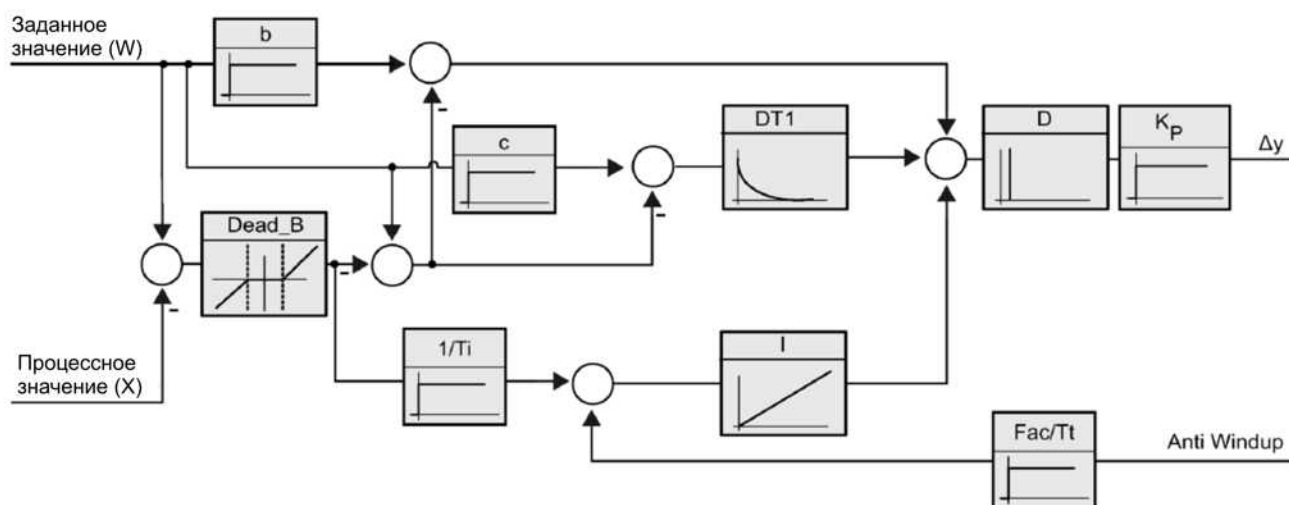 Заданное
значение (W)
b
DT1
D
K_P
Δy
c
Dead_B
Процессное
значение (X)
1/Ti
I
Fac/Tt
Anti Windup
-
-
-
-